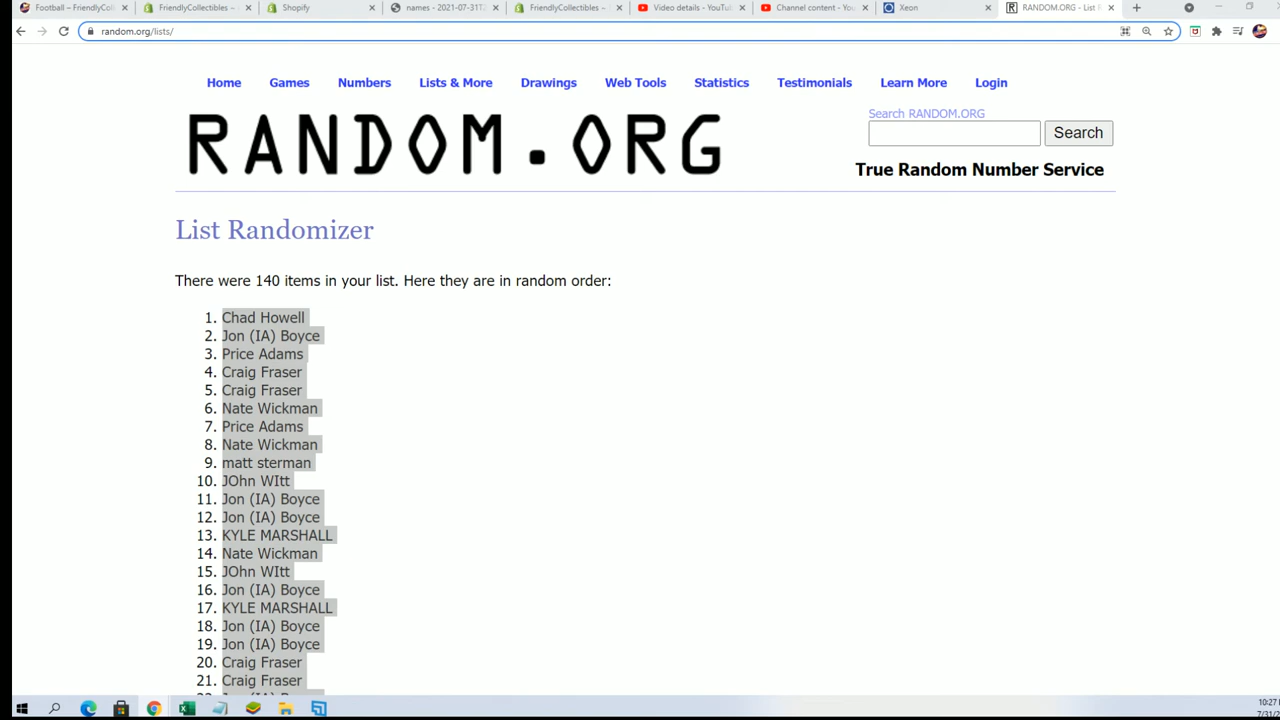 Football – FriendlyColle
FriendlyCollectibles –
Shopify
names - 2021-07-31T
FriendlyCollectibles –
Video details - YouTu
Channel content - You
Xeon
RANDOM.ORG - List R
random.org/lists/
Home Games Numbers Lists & More Drawings Web Tools Statistics Testimonials Learn More Login
RANDOM.ORG
Search RANDOM.ORG
Search
True Random Number Service
List Randomizer
There were 140 items in your list. Here they are in random order:
1. Chad Howell
2. Jon (IA) Boyce
3. Price Adams
4. Craig Fraser
5. Craig Fraser
6. Nate Wickman
7. Price Adams
8. Nate Wickman
9. matt sterman
10. JOhn WItt
11. Jon (IA) Boyce
12. Jon (IA) Boyce
13. KYLE MARSHALL
14. Nate Wickman
15. JOhn WItt
16. Jon (IA) Boyce
17. KYLE MARSHALL
18. Jon (IA) Boyce
19. Jon (IA) Boyce
20. Craig Fraser
21. Craig Fraser
10:27
7/31/2